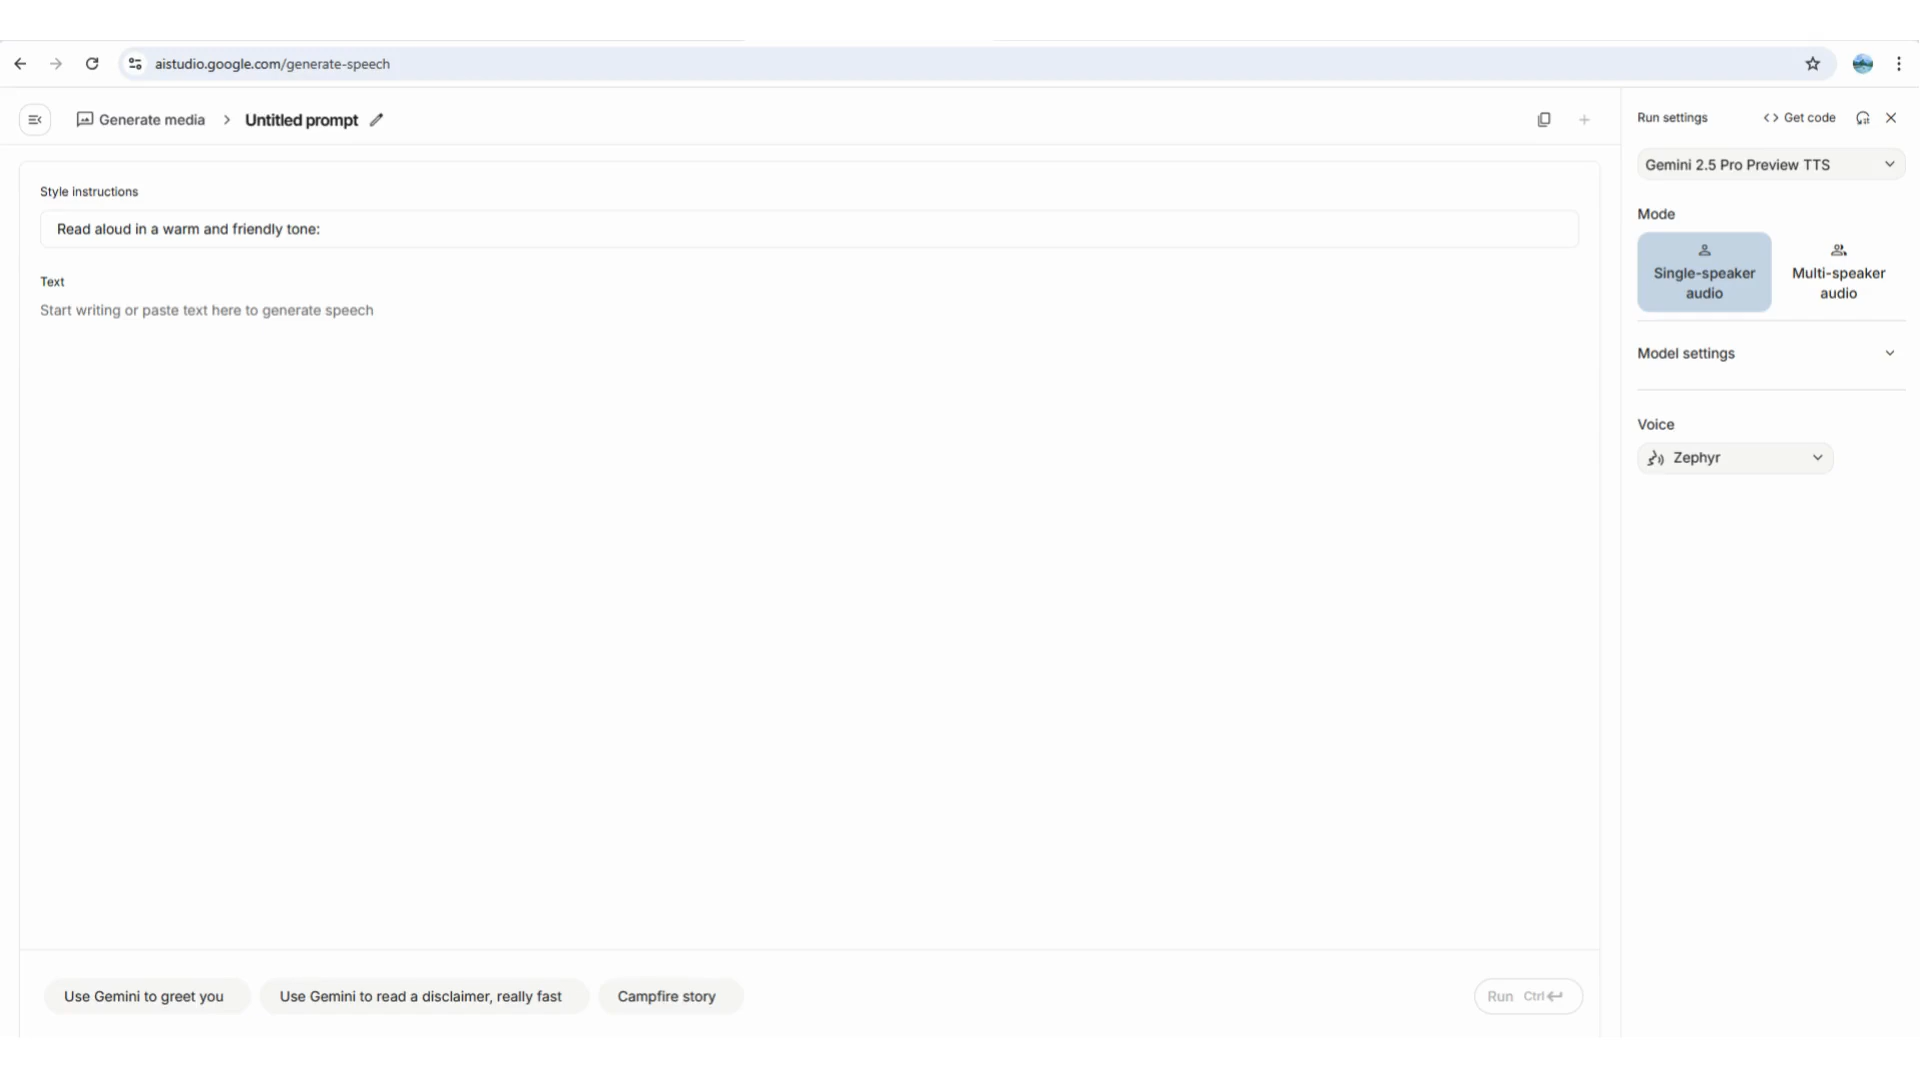 aistudio.google.com/generate-speech
Generate media > Untitled prompt
Run settings
<> Get code
Gemini 2.5 Pro Preview TTS
Style instructions
Read aloud in a warm and friendly tone:
Text
Start writing or paste text here to generate speech
Mode
Single-speaker
audio
Multi-speaker
audio
Model settings
Voice
Zephyr
Use Gemini to greet you
Use Gemini to read a disclaimer, really fast
Campfire story
Run Ctrl